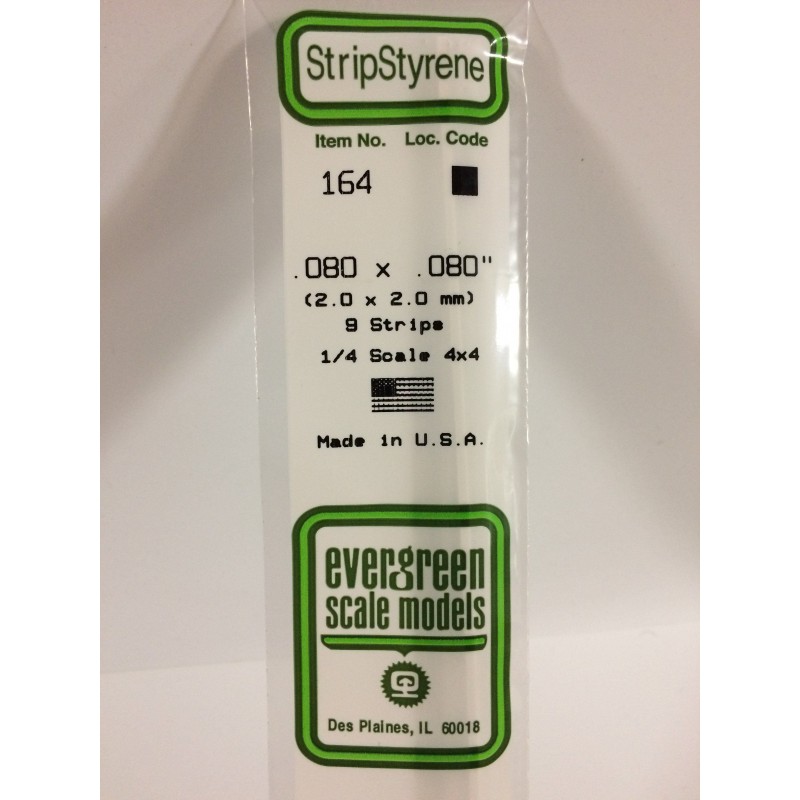 StripStyrene
Item No. Loc. Code
164
.080 x .080"
(2.0 x 2.0 mm)
9 Strips
1/4 Scale 4x4
Made in U.S.A.
evergreen
scale models
Des Plaines, IL 60018